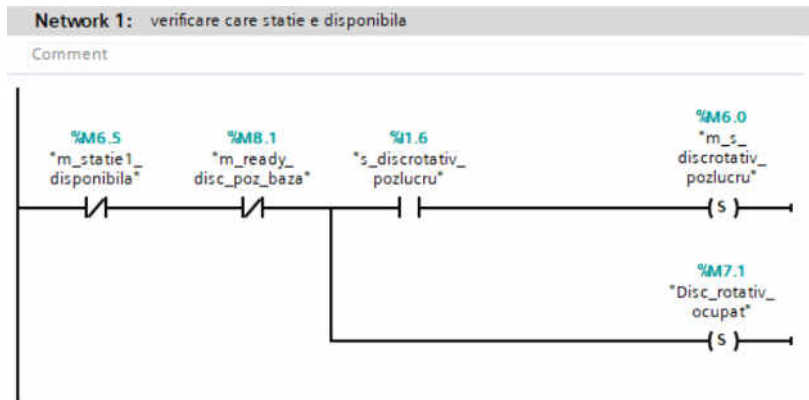 Network 1: verificare care statie e disponibila
Comment
%M6.5
"m_statie1_
disponibila"
%M8.1
"m_ready_
disc_poz_baza"
%I1.6
"s_discrotativ_
pozlucru"
%M6.0
"m_s_
discrotativ_
pozlucru"
S
%M7.1
"Disc_rotativ_
ocupat"
S